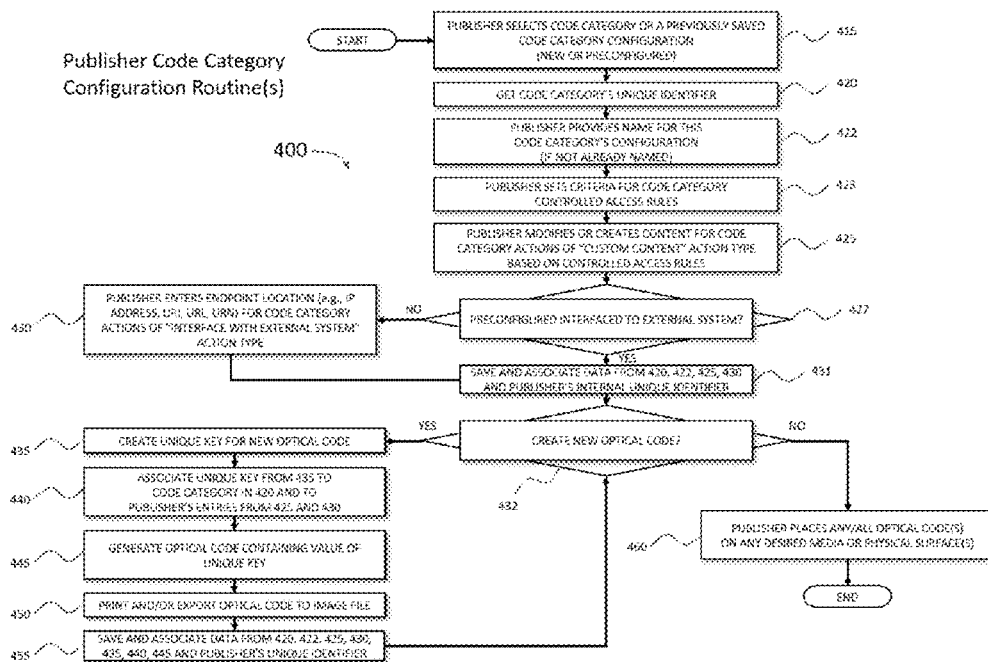 Publisher Code Category
Configuration Routine(s)
400
START
PUBLISHER SELECTS CODE CATEGORY OR A PREVIOUSLY SAVED
CODE CATEGORY CONFIGURATION
(NEW OR PRECONFIGURED)
415
GET CODE CATEGORY'S UNIQUE IDENTIFIER
420
PUBLISHER PROVIDES NAME FOR THIS
CODE CATEGORY'S CONFIGURATION
(IF NOT ALREADY NAMED)
422
PUBLISHER SETS CRITERIA FOR CODE CATEGORY
CONTROLLED ACCESS RULES
423
PUBLISHER MODIFIES OR CREATES CONTENT FOR CODE
CATEGORY ACTIONS OF "CUSTOM CONTENT" ACTION TYPE
BASED ON CONTROLLED ACCESS RULES
425
PRECONFIGURED INTERFACED TO EXTERNAL SYSTEM?
427
NO
YES
PUBLISHER ENTERS ENDPOINT LOCATION (e.g., IP
ADDRESS, URI, URL, URN) FOR CODE CATEGORY
ACTIONS OF "INTERFACE WITH EXTERNAL SYSTEM"
ACTION TYPE
430
SAVE AND ASSOCIATE DATA FROM 420, 422, 425, 430
AND PUBLISHER'S INTERNAL UNIQUE IDENTIFIER
431
CREATE NEW OPTICAL CODE?
432
YES
NO
CREATE UNIQUE KEY FOR NEW OPTICAL CODE
435
ASSOCIATE UNIQUE KEY FROM 435 TO
CODE CATEGORY IN 420 AND TO
PUBLISHER'S ENTRIES FROM 425 AND 430
440
GENERATE OPTICAL CODE CONTAINING VALUE OF
UNIQUE KEY
445
PRINT AND/OR EXPORT OPTICAL CODE TO IMAGE FILE
450
SAVE AND ASSOCIATE DATA FROM 420, 422, 425, 430,
435, 440, 445 AND PUBLISHER'S UNIQUE IDENTIFIER
455
PUBLISHER PLACES ANY/ALL OPTICAL CODE(S)
ON ANY DESIRED MEDIA OR PHYSICAL SURFACE(S)
460
END